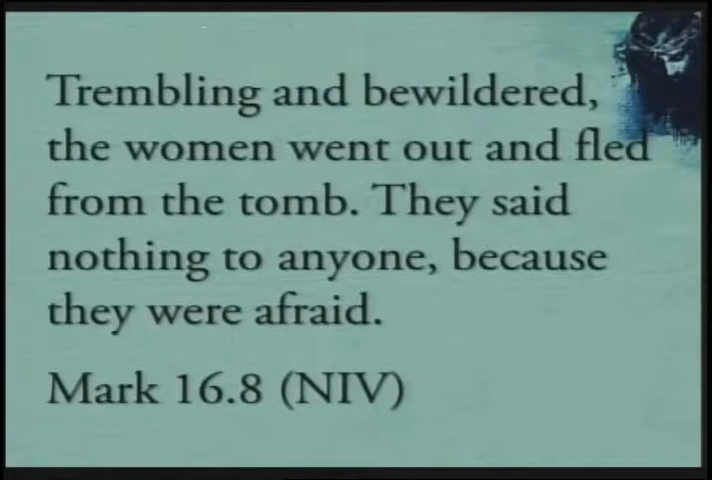 Trembling and bewildered,
the women went out and fled
from the tomb. They said
nothing to anyone, because
they were afraid.
Mark 16.8 (NIV)